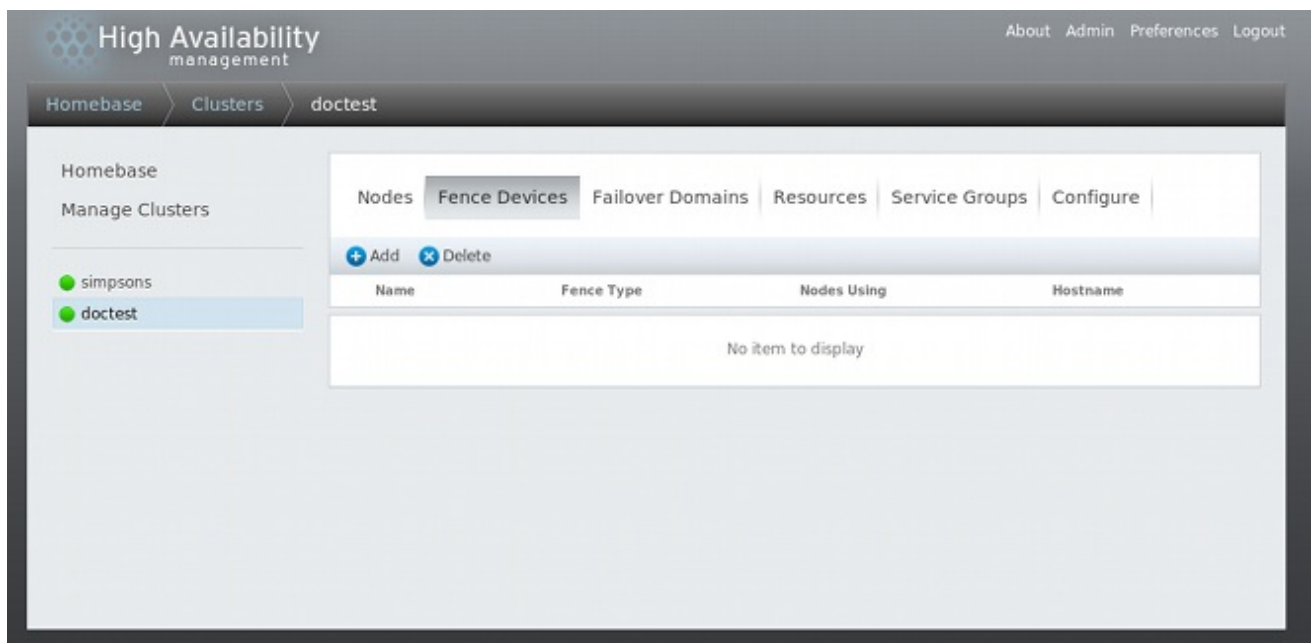 High Availability
management
About Admin Preferences Logout
Homebase Clusters doctest
Homebase
Manage Clusters
simpsons
doctest
Nodes Fence Devices Failover Domains Resources Service Groups Configure
Add Delete
Name Fence Type Nodes Using Hostname
No item to display